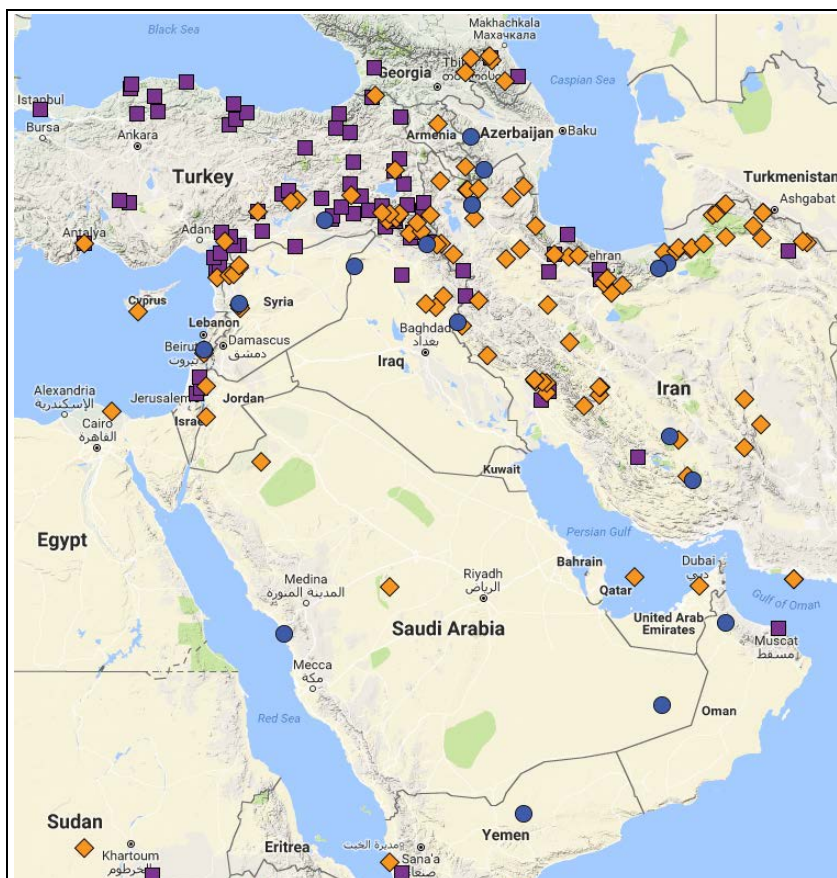 Black Sea
Makhachkala
Махачкала
Georgia
Caspian Sea
Istanbul
Bursa
Ankara
Armenia
Azerbaijan
Baku
Turkey
Turkmenistan
Ashgabat
Antalya
Adana
Cyprus
Syria
Lebanon
Beirut
بيروت
Damascus
دمشق
Baghdad
بغداد
Iraq
Iran
Alexandria
الإسكندرية
Jerusalem
Jordan
Cairo
القاهرة
Kuwait
Egypt
Persian Gulf
Bahrain
Dubai
دبي
Medina
المدينة المنورة
Riyadh
الرياض
Qatar
Gulf of Oman
Saudi Arabia
United Arab
Emirates
Muscat
مسقط
Mecca
مكة
Oman
Red Sea
Sudan
Yemen
Khartoum
الخرطوم
Eritrea
مديرية الخبت
Sana'a
صنعاء